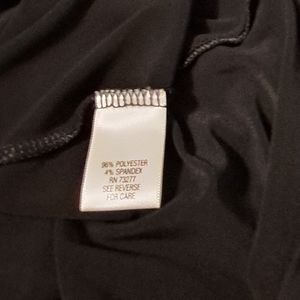 96% POLYESTER
4% SPANDEX
RN 73277
SEE REVERSE
FOR CARE